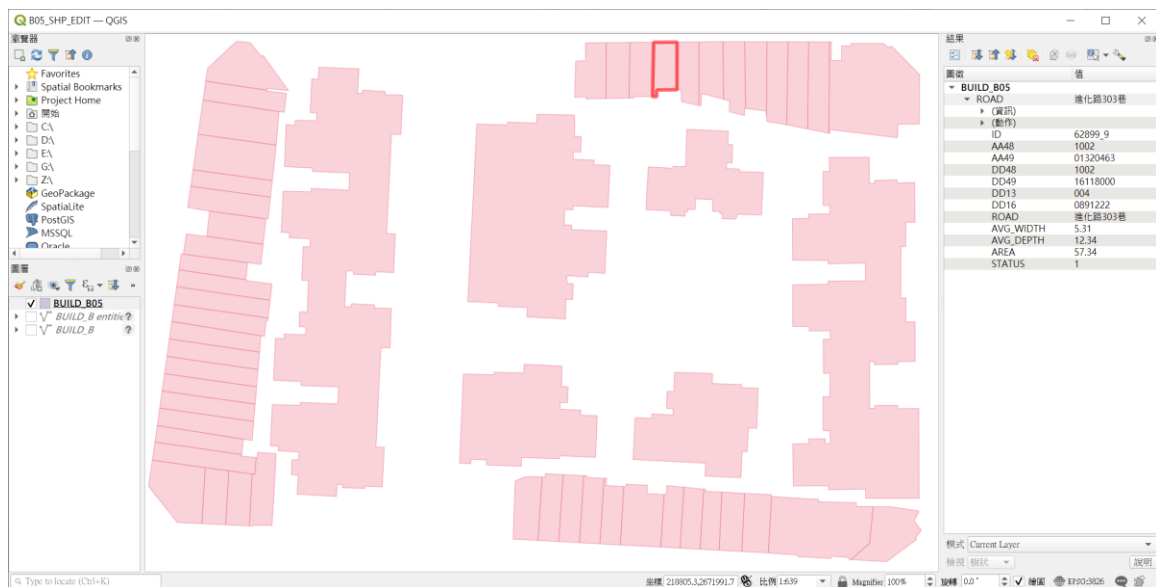 B05_SHP_EDIT — QGIS
瀏覽器
Favorites
Spatial Bookmarks
Project Home
開始
C:\
D:\
E:\
G:\
Z:\
GeoPackage
SpatiaLite
PostGIS
MSSQL
Oracle
圖層
BUILD_B05
BUILD_B entitie ?
BUILD_B ?
結果
圖徵 值
BUILD_B05
ROAD 進化路303巷
(資訊)
(動作)
ID 62899_9
AA48 1002
AA49 01320463
DD48 1002
DD49 16118000
DD13 004
DD16 0891222
ROAD 進化路303巷
AVG_WIDTH 5.31
AVG_DEPTH 12.34
AREA 57.34
STATUS 1
模式 Current Layer
檢視 樹狀 說明
Type to locate (Ctrl+K) 座標 218805.3,2671991.7 比例 1:639 Magnifier 100% 旋轉 0.0° 繪圖 EPSG:3826